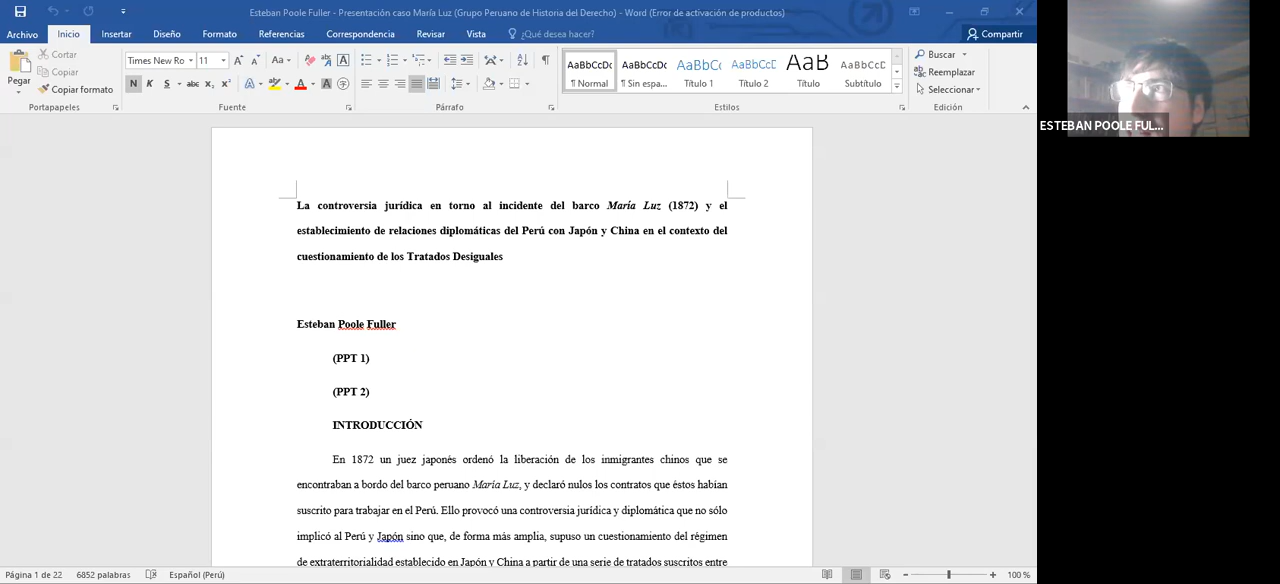 Esteban Poole Fuller - Presentación caso María Luz (Grupo Peruano de Historia del Derecho) - Word (Error de activación de productos)
Archivo Inicio Insertar Diseño Formato Referencias Correspondencia Revisar Vista ¿Qué desea hacer? Compartir
Pegar
Cortar
Copiar
Copiar formato
Portapapeles
Times New Ro 11
N K S abc x₂ x²
Fuente
Párrafo
AaBbCcDc AaBbCcDc AaBbCc AaBbCcD AaB AaBbCcD
¶ Normal ¶ Sin espa... Título 1 Título 2 Título Subtítulo
Estilos
Buscar
Reemplazar
Seleccionar
Edición
ESTEBAN POOLE FUL...
La controversia jurídica en torno al incidente del barco María Luz (1872) y el
establecimiento de relaciones diplomáticas del Perú con Japón y China en el contexto del
cuestionamiento de los Tratados Desiguales
Esteban Poole Fuller
(PPT 1)
(PPT 2)
INTRODUCCIÓN
En 1872 un juez japonés ordenó la liberación de los inmigrantes chinos que se
encontraban a bordo del barco peruano María Luz, y declaró nulos los contratos que éstos habían
suscrito para trabajar en el Perú. Ello provocó una controversia jurídica y diplomática que no sólo
implicó al Perú y Japón sino que, de forma más amplia, supuso un cuestionamiento del régimen
de extraterritorialidad establecido en Japón y China a partir de una serie de tratados suscritos entre
Página 1 de 22 6852 palabras Español (Perú) 100 %